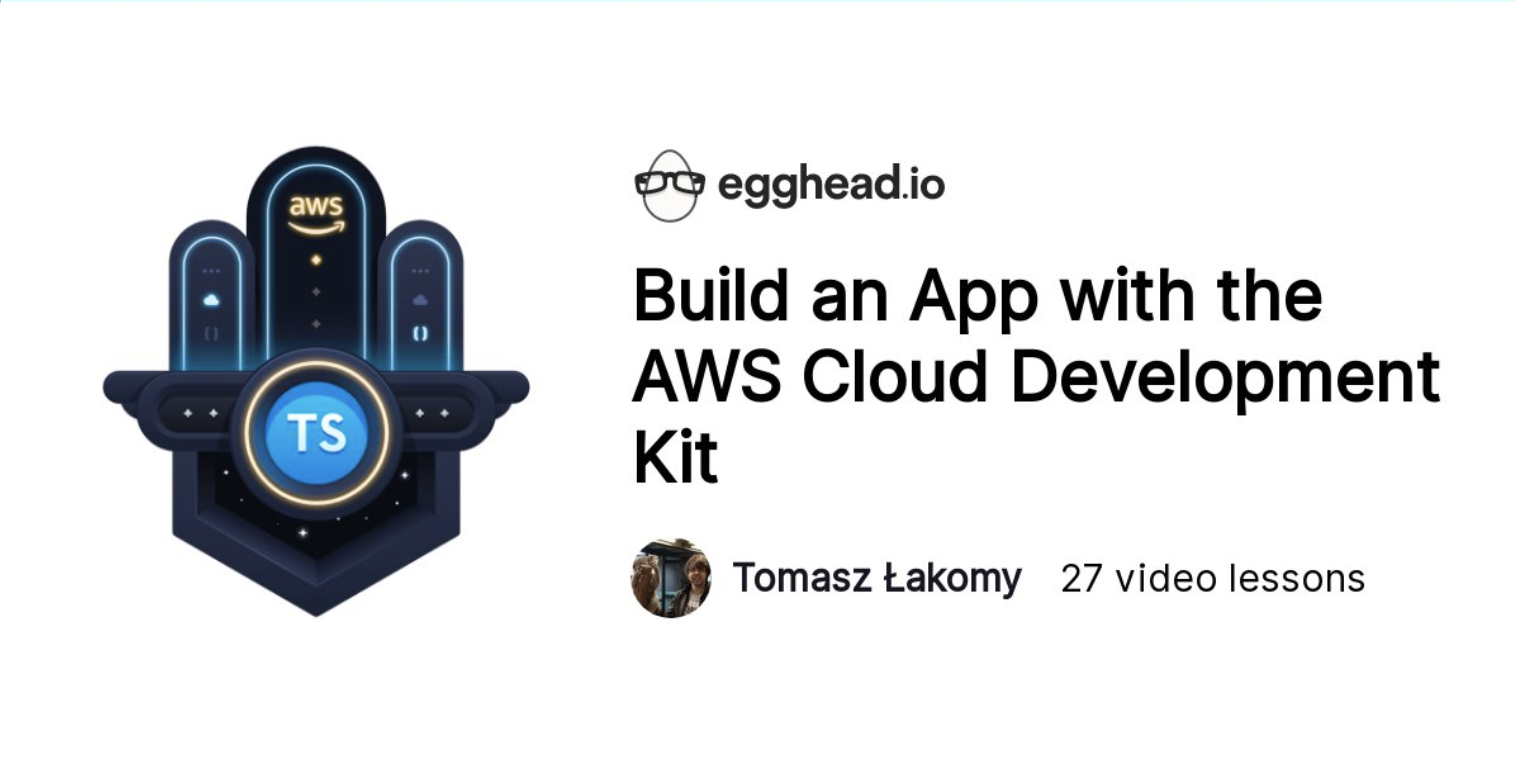 aws
TS
egghead.io
Build an App with the
AWS Cloud Development
Kit
Tomasz Łakomy 27 video lessons